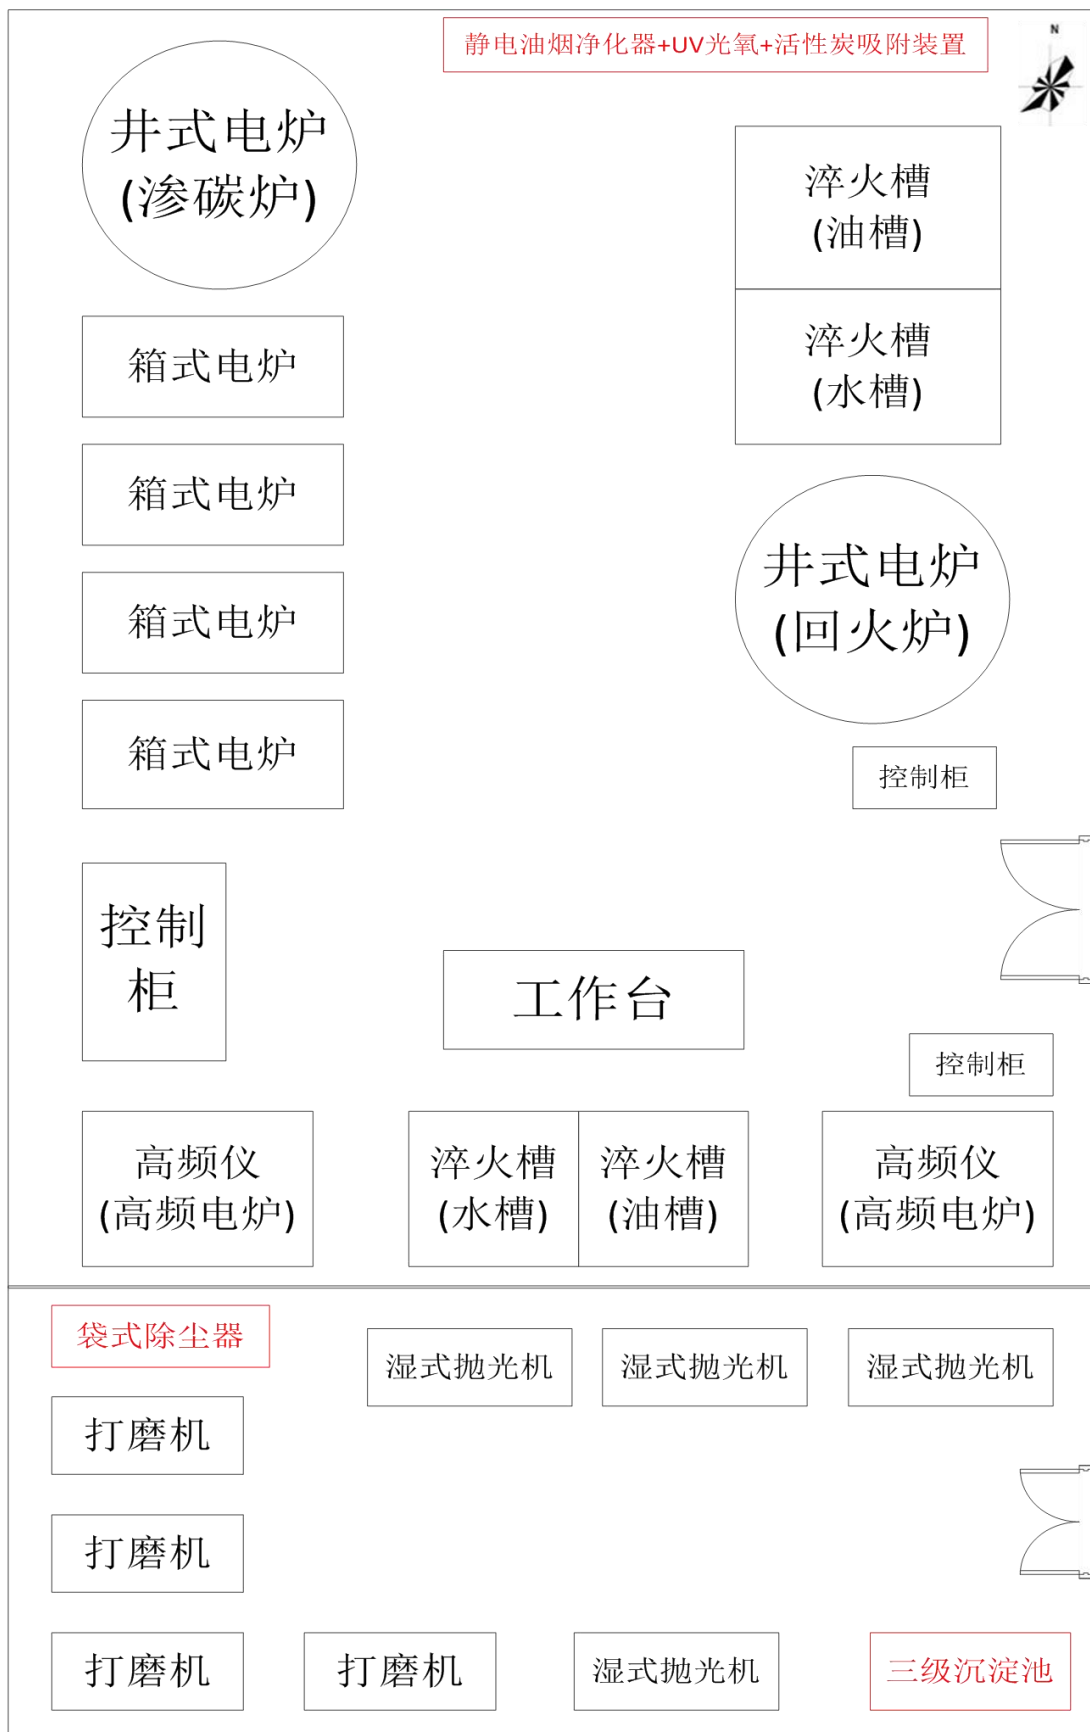 静电油烟净化器+UV光氧+活性炭吸附装置
N
井式电炉
(渗碳炉)
淬火槽
(油槽)
淬火槽
(水槽)
箱式电炉
箱式电炉
箱式电炉
箱式电炉
井式电炉
(回火炉)
控制柜
控制
柜
工作台
控制柜
高频仪
(高频电炉)
淬火槽
(水槽)
淬火槽
(油槽)
高频仪
(高频电炉)
袋式除尘器
湿式抛光机
湿式抛光机
湿式抛光机
打磨机
打磨机
打磨机
打磨机
湿式抛光机
三级沉淀池